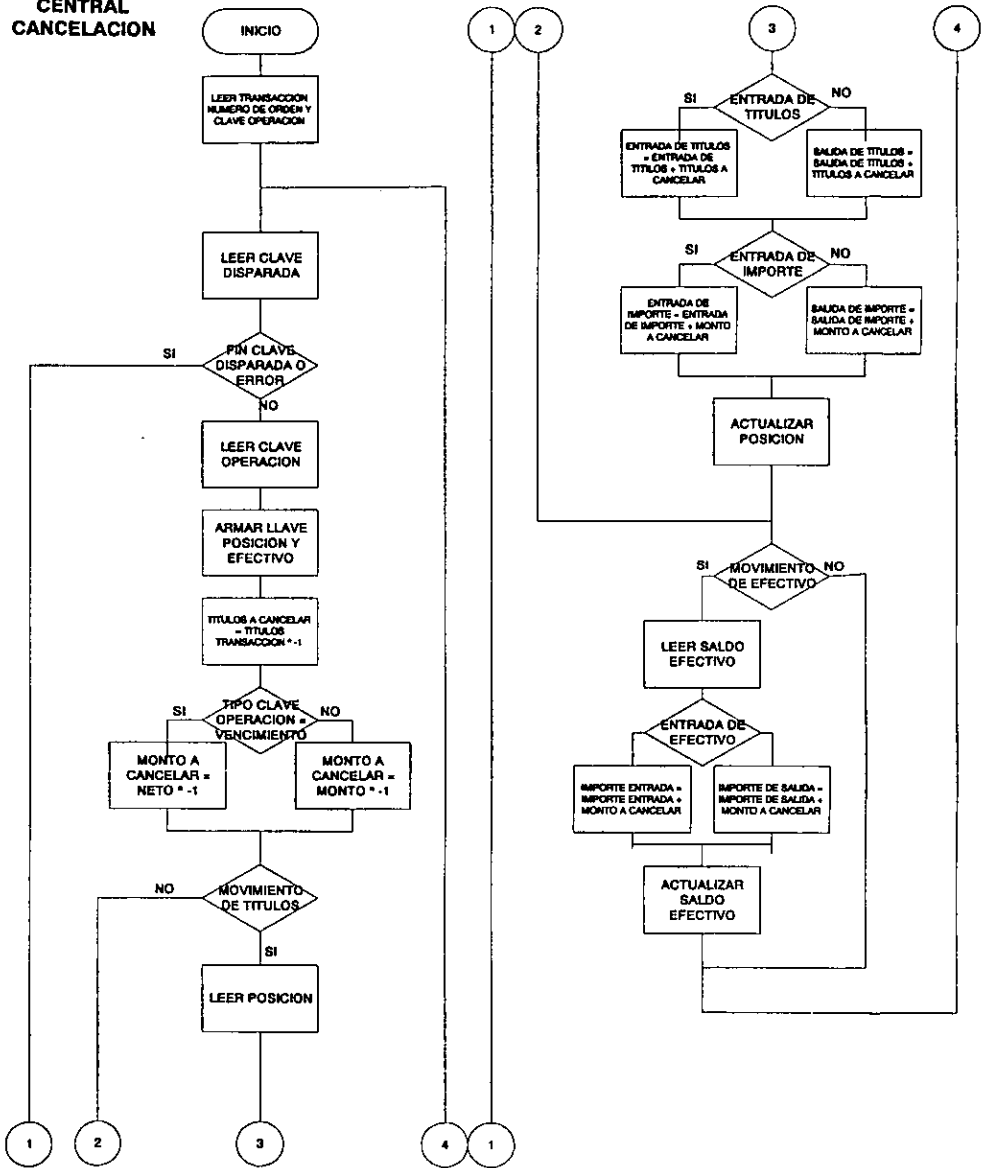 CENTRAL
CANCELACION
INICIO
LEER TRANSACCION
NUMERO DE ORDEN Y
CLAVE OPERACION
LEER CLAVE
DISPARADA
SI
FIN CLAVE
DISPARADA O
ERROR
NO
LEER CLAVE
OPERACION
ARMAR LLAVE
POSICION Y
EFECTIVO
TITULOS A CANCELAR
= TITULOS
TRANSACCION * -1
SI
TIPO CLAVE
OPERACION =
VENCIMIENTO
NO
MONTO A
CANCELAR =
NETO * -1
MONTO A
CANCELAR =
MONTO * -1
NO
MOVIMIENTO
DE TITULOS
SI
LEER POSICION
1
2
3
4
1
1
2
3
4
SI
ENTRADA DE
TITULOS
NO
ENTRADA DE TITULOS
= ENTRADA DE
TITILOS + TITULOS A
CANCELAR
SALIDA DE TITULOS =
SALIDA DE TITULOS +
TITULOS A CANCELAR
SI
ENTRADA DE
IMPORTE
NO
ENTRADA DE
IMPORTE = ENTRADA
DE IMPORTE + MONTO
A CANCELAR
SALIDA DE IMPORTE =
SALIDA DE IMPORTE +
MONTO A CANCELAR
ACTUALIZAR
POSICION
SI
MOVIMIENTO
DE EFECTIVO
NO
LEER SALDO
EFECTIVO
ENTRADA DE
EFECTIVO
IMPORTE ENTRADA =
IMPORTE ENTRADA +
MONTO A CANCELAR
IMPORTE DE SALIDA =
IMPORTE DE SALIDA +
MONTO A CANCELAR
ACTUALIZAR
SALDO
EFECTIVO